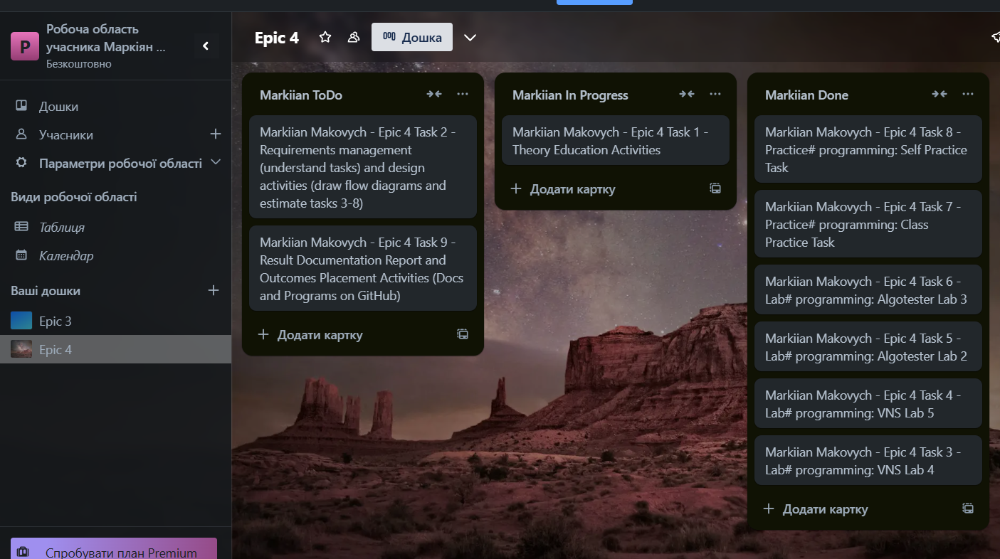 P
Робоча область
учасника Маркіян ...
Безкоштовно
Дошки
Учасники
Параметри робочої області
Види робочої області
Таблиця
Календар
Ваші дошки
Epic 3
Epic 4
Спробувати план Premium
Epic 4
Дошка
Markiian ToDo
Markiian Makovych - Epic 4 Task 2 -
Requirements management
(understand tasks) and design
activities (draw flow diagrams and
estimate tasks 3-8)
Markiian Makovych - Epic 4 Task 9 -
Result Documentation Report and
Outcomes Placement Activities (Docs
and Programs on GitHub)
Додати картку
Markiian In Progress
Markiian Makovych - Epic 4 Task 1 -
Theory Education Activities
Додати картку
Markiian Done
Markiian Makovych - Epic 4 Task 8 -
Practice# programming: Self Practice
Task
Markiian Makovych - Epic 4 Task 7 -
Practice# programming: Class
Practice Task
Markiian Makovych - Epic 4 Task 6 -
Lab# programming: Algotester Lab 3
Markiian Makovych - Epic 4 Task 5 -
Lab# programming: Algotester Lab 2
Markiian Makovych - Epic 4 Task 4 -
Lab# programming: VNS Lab 5
Markiian Makovych - Epic 4 Task 3 -
Lab# programming: VNS Lab 4
Додати картку